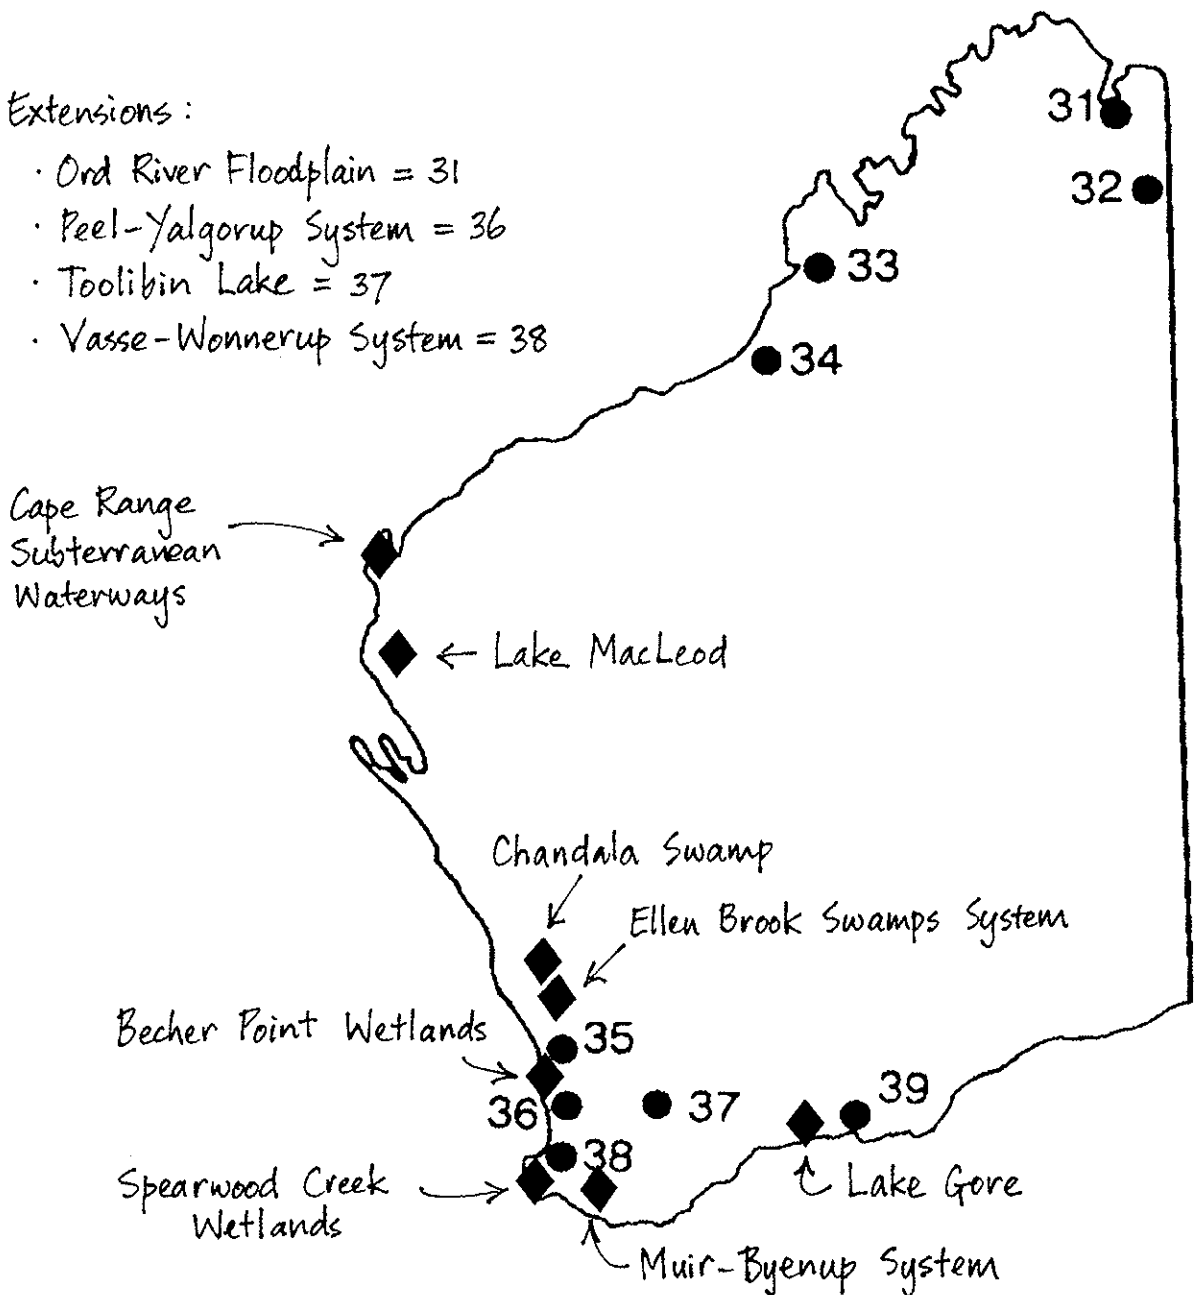 Extensions:
· Ord River Floodplain = 31
· Peel-Yalgorup System = 36
· Toolibin Lake = 37
· Vasse-Wonnerup System = 38
31
32
33
34
Cape Range
Subterranean
Waterways
Lake MacLeod
Chandala Swamp
Ellen Brook Swamps System
Becher Point Wetlands
35
36
37
39
38
Spearwood Creek
Wetlands
Lake Gore
Muir-Byenup System